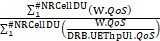 ∑₁^#NRCellDU (W.QoS)
∑₁^#NRCellDU (W.QoS / DRB.UEThpUl.QoS)